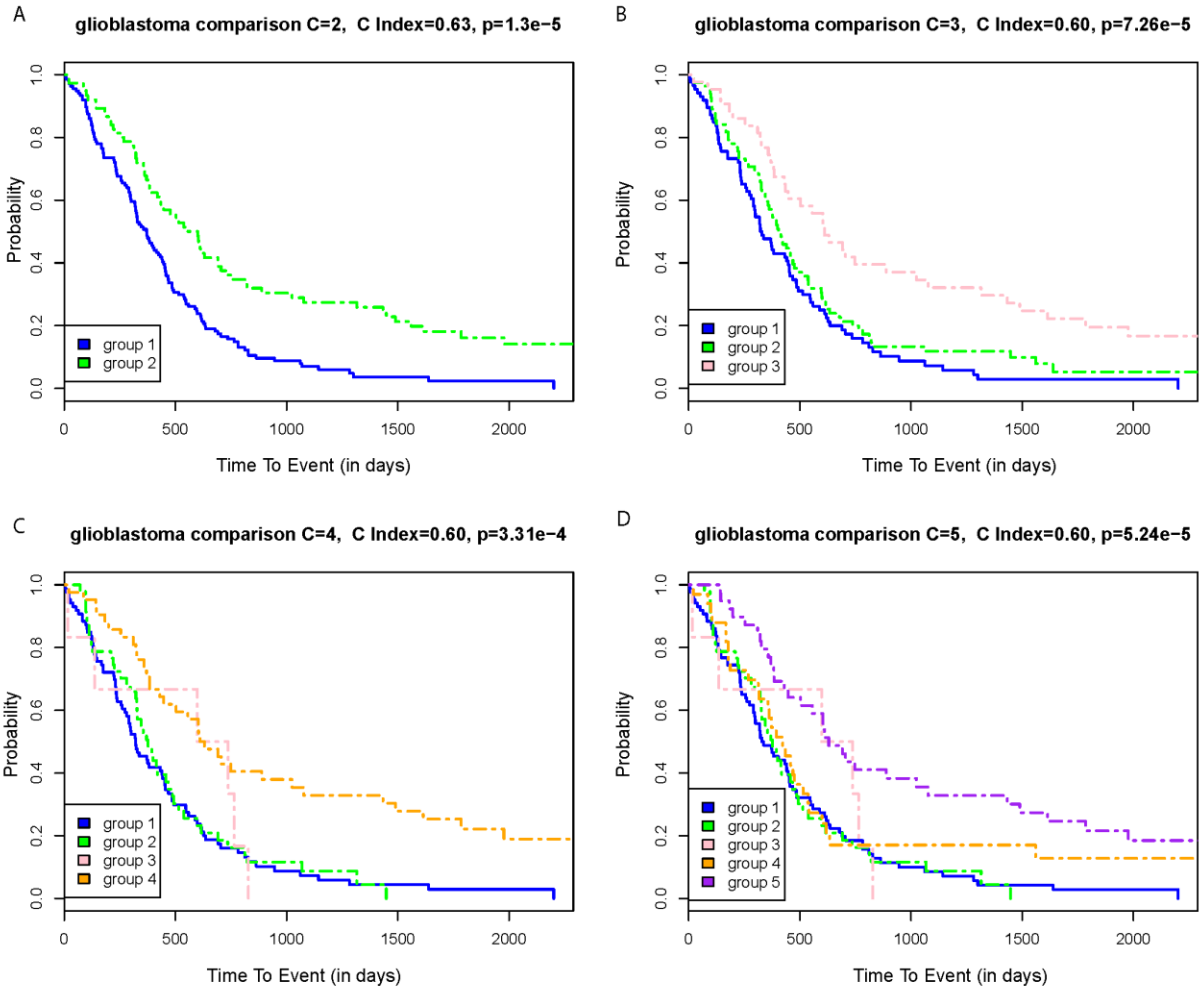 A
glioblastoma comparison C=2, C Index=0.63, p=1.3e−5
Probability
0.0 0.2 0.4 0.6 0.8 1.0
group 1
group 2
0 500 1000 1500 2000
Time To Event (in days)
B
glioblastoma comparison C=3, C Index=0.60, p=7.26e−5
Probability
0.0 0.2 0.4 0.6 0.8 1.0
group 1
group 2
group 3
0 500 1000 1500 2000
Time To Event (in days)
C
glioblastoma comparison C=4, C Index=0.60, p=3.31e−4
Probability
0.0 0.2 0.4 0.6 0.8 1.0
group 1
group 2
group 3
group 4
0 500 1000 1500 2000
Time To Event (in days)
D
glioblastoma comparison C=5, C Index=0.60, p=5.24e−5
Probability
0.0 0.2 0.4 0.6 0.8 1.0
group 1
group 2
group 3
group 4
group 5
0 500 1000 1500 2000
Time To Event (in days)